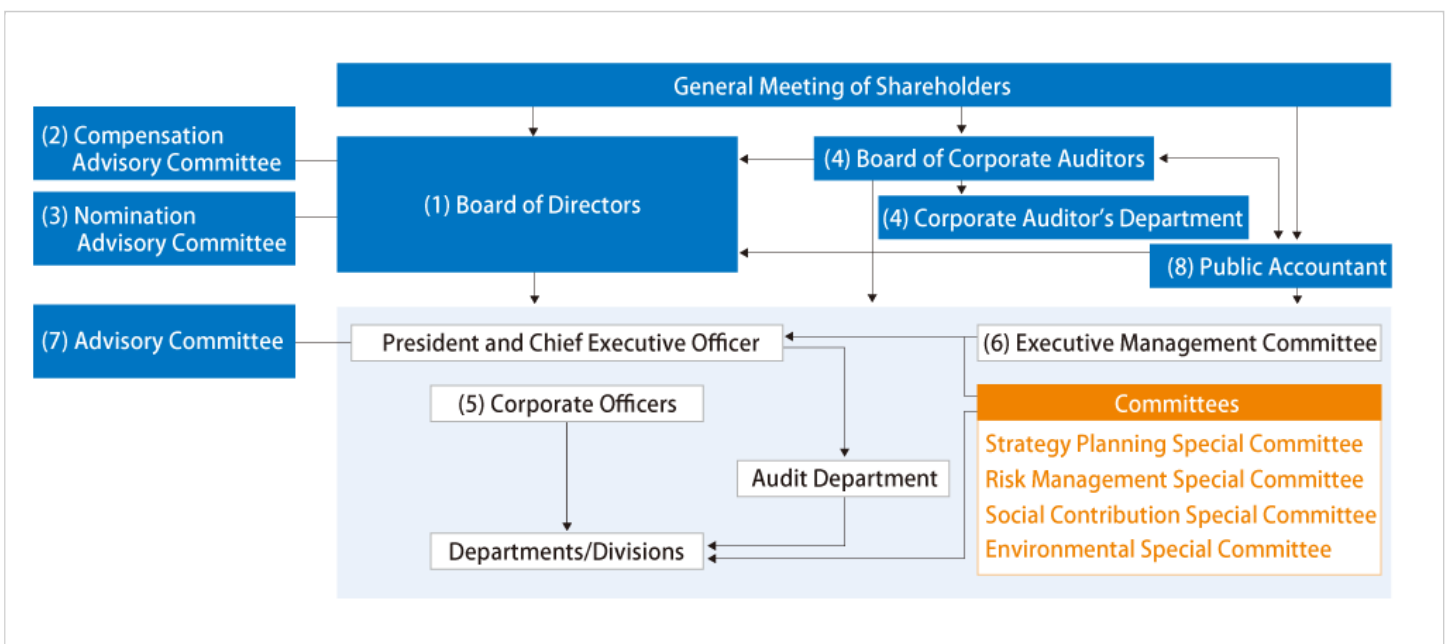 General Meeting of Shareholders
(2) Compensation
Advisory Committee
(3) Nomination
Advisory Committee
(1) Board of Directors
(4) Board of Corporate Auditors
(4) Corporate Auditor's Department
(8) Public Accountant
(7) Advisory Committee
President and Chief Executive Officer
(6) Executive Management Committee
(5) Corporate Officers
Committees
Strategy Planning Special Committee
Risk Management Special Committee
Social Contribution Special Committee
Environmental Special Committee
Audit Department
Departments/Divisions